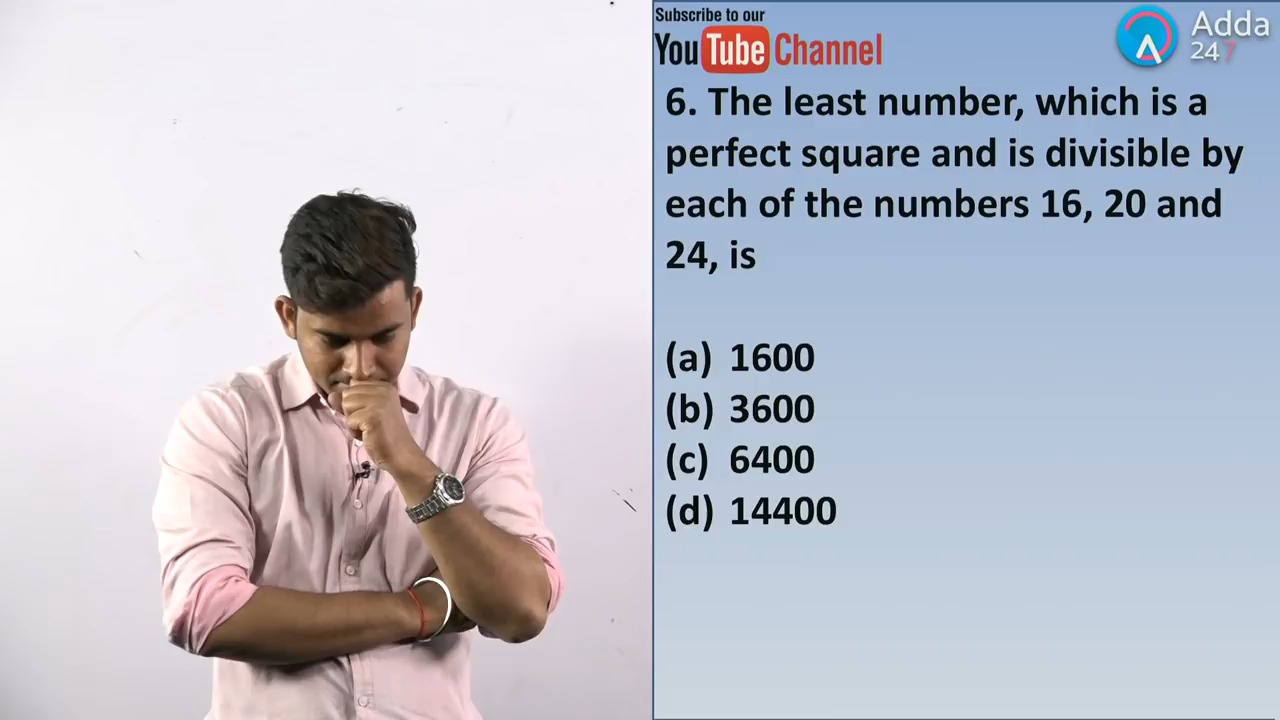 Subscribe to our
YouTube Channel
Adda
247
6. The least number, which is a
perfect square and is divisible by
each of the numbers 16, 20 and
24, is
(a) 1600
(b) 3600
(c) 6400
(d) 14400